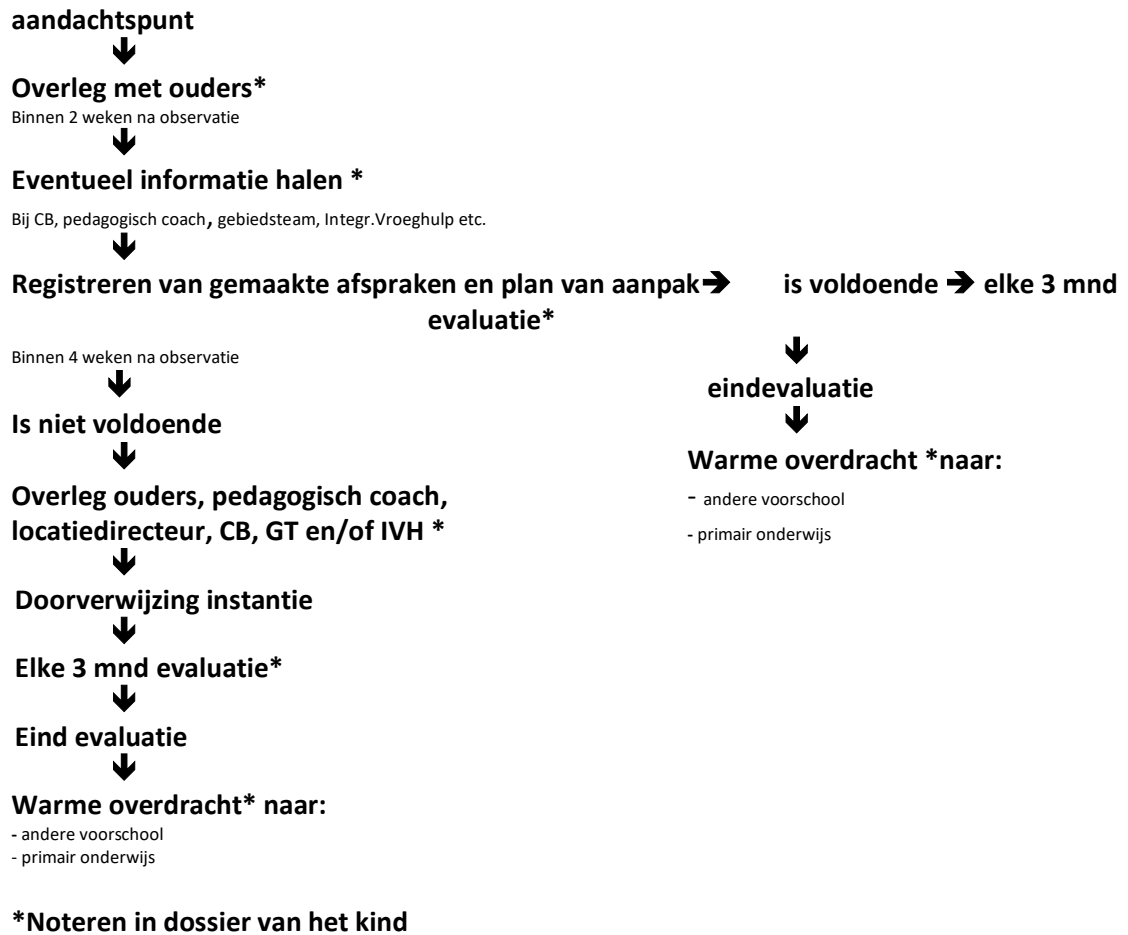 aandachtspunt
🡻
Overleg met ouders*
Binnen 2 weken na observatie
🡻
Eventueel informatie halen *
Bij CB, pedagogisch coach, gebiedsteam, Integr.Vroeghulp etc.
🡻
Registreren van gemaakte afspraken en plan van aanpak🡺 is voldoende 🡺 elke 3 mnd
evaluatie*
Binnen 4 weken na observatie
🡻
Is niet voldoende
🡻
Overleg ouders, pedagogisch coach,
locatiedirecteur, CB, GT en/of IVH *
🡻
Doorverwijzing instantie
🡻
Elke 3 mnd evaluatie*
🡻
Eind evaluatie
🡻
Warme overdracht* naar:
- andere voorschool
- primair onderwijs
🡻
eindevaluatie
🡻
Warme overdracht *naar:
- andere voorschool
- primair onderwijs
*Noteren in dossier van het kind